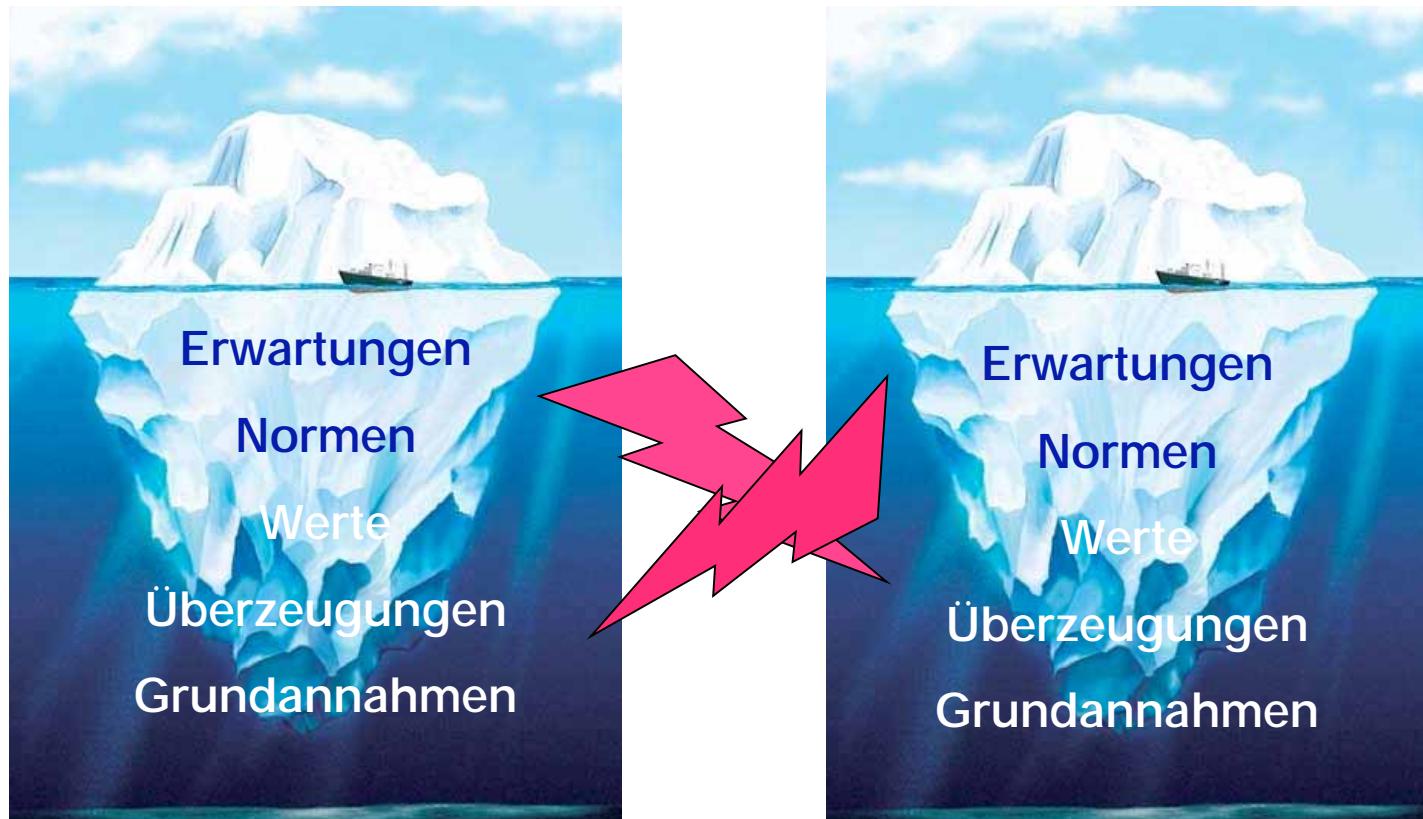 Erwartungen
Normen
Werte
Überzeugungen
Grundannahmen
Erwartungen
Normen
Werte
Überzeugungen
Grundannahmen